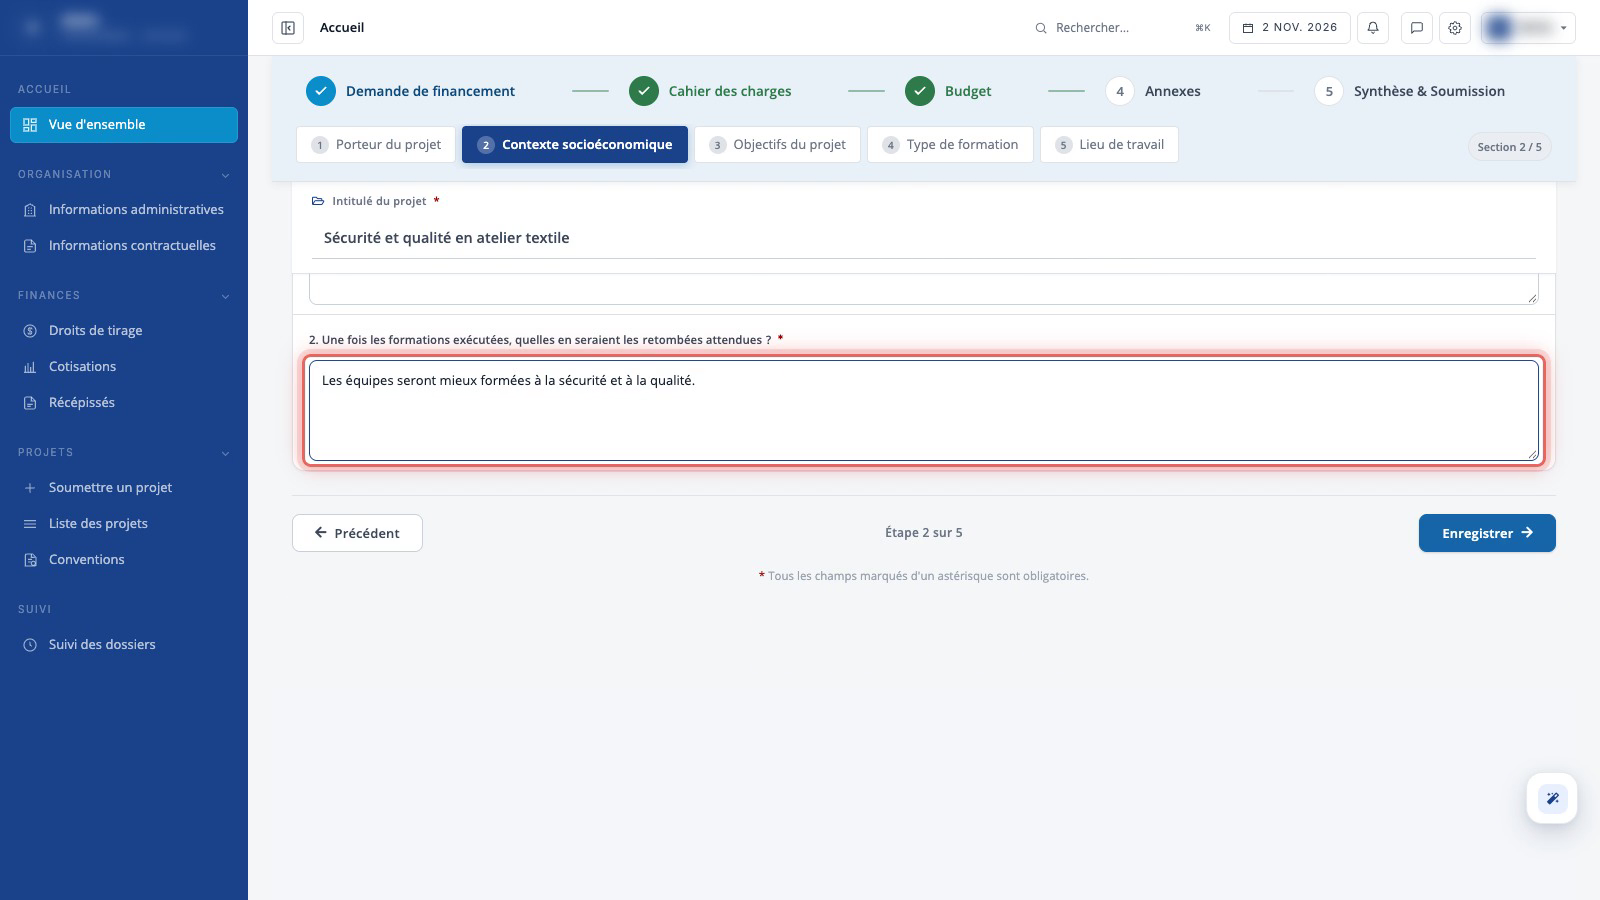 Accueil
Rechercher...
⌘K
2 NOV. 2026
ACCUEIL
Vue d'ensemble
ORGANISATION
Informations administratives
Informations contractuelles
FINANCES
Droits de tirage
Cotisations
Récépissés
PROJETS
Soumettre un projet
Liste des projets
Conventions
SUIVI
Suivi des dossiers
Demande de financement
Cahier des charges
Budget
4 Annexes
5 Synthèse & Soumission
1 Porteur du projet
2 Contexte socioéconomique
3 Objectifs du projet
4 Type de formation
5 Lieu de travail
Section 2 / 5
Intitulé du projet *
Sécurité et qualité en atelier textile
2. Une fois les formations exécutées, quelles en seraient les retombées attendues ? *
Les équipes seront mieux formées à la sécurité et à la qualité.
Précédent
Étape 2 sur 5
Enregistrer
* Tous les champs marqués d'un astérisque sont obligatoires.